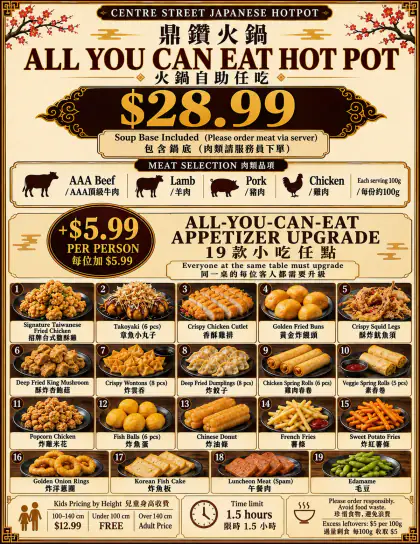 CENTRE STREET JAPANESE HOTPOT
鼎鑽火鍋
ALL YOU CAN EAT HOT POT
火鍋自助任吃
$28.99
Soup Base Included (Please order meat via server)
包含鍋底 (肉類請服務員下單)
MEAT SELECTION 肉類品項
AAA Beef
/AAA頂級牛肉
Lamb
/羊肉
Pork
/豬肉
Chicken
/雞肉
Each serving 100g
/每份約100g
+$5.99
PER PERSON
每位加 $5.99
ALL-YOU-CAN-EAT
APPETIZER UPGRADE
19 款小吃任點
Everyone at the same table must upgrade
同一桌的每位客人都需要升級
1
Signature Taiwanese
Fried Chicken
招牌台式鹽酥雞
2
Takoyaki (6 pcs)
章魚小丸子
3
Crispy Chicken Cutlet
香酥雞排
4
Golden Fried Buns
黃金炸饅頭
5
Crispy Squid Legs
酥炸魷魚須
6
Deep Fried King Mushroom
酥炸杏鮑菇
7
Crispy Wontons (8 pcs)
炸雲吞
8
Deep Fried Dumplings (8 pcs)
炸餃子
9
Chicken Spring Rolls (6 pcs)
雞肉春卷
10
Veggie Spring Rolls (5 pcs)
素春卷
11
Popcorn Chicken
炸雞米花
12
Fish Balls (6 pcs)
炸魚蛋
13
Chinese Donut
炸油條
14
French Fries
薯條
15
Sweet Potato Fries
炸紅薯條
16
Golden Onion Rings
炸洋蔥圈
17
Korean Fish Cake
炸魚板
18
Luncheon Meat (Spam)
午餐肉
19
Edamame
毛豆
Kids Pricing by Height 兒童身高收費
100-140 cm
$12.99
Under 100 cm
FREE
Over 140 cm
Adult Price
Time limit
1.5 hours
限時 1.5 小時
Please order responsibly.
Avoid food waste.
珍惜食物, 避免浪費
Excess leftovers: $5 per 100g
過量剩食 每100g 收取 $5